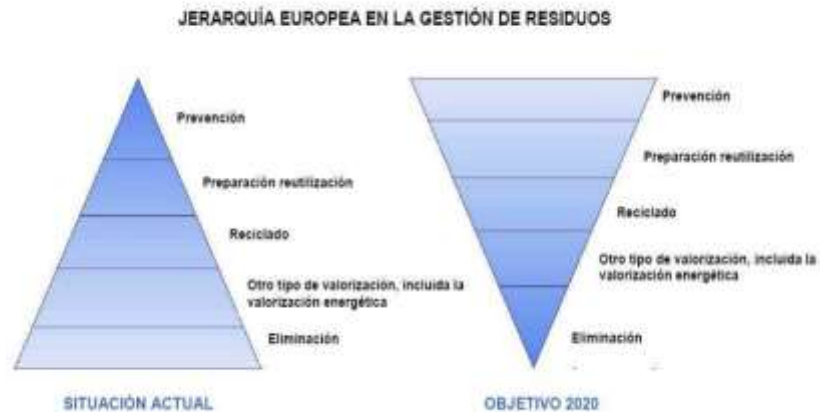 JERARQUÍA EUROPEA EN LA GESTIÓN DE RESIDUOS
Prevención
Preparación reutilización
Reciclado
Otro tipo de valorización, incluida la
valorización energética
Eliminación
SITUACIÓN ACTUAL
Prevención
Preparación reutilización
Reciclado
Otro tipo de valorización, incluida la
valorización energética
Eliminación
OBJETIVO 2020